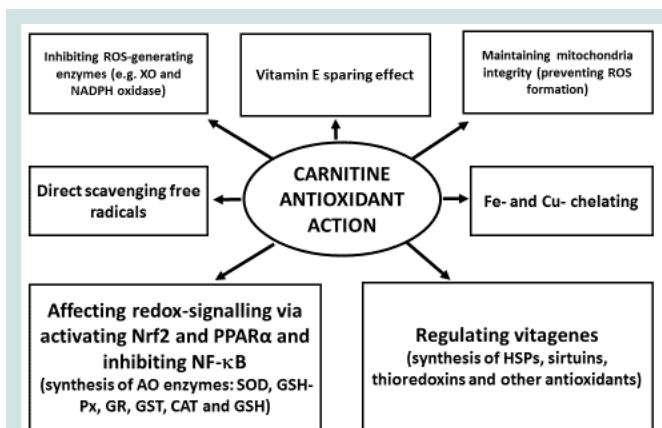 Inhibiting ROS-generating
enzymes (e.g. XO and
NADPH oxidase)
Vitamin E sparing effect
Maintaining mitochondria
integrity (preventing ROS
formation)
Direct scavenging free
radicals
CARNITINE
ANTIOXIDANT
ACTION
Fe- and Cu- chelating
Affecting redox-signalling via
activating Nrf2 and PPARα and
inhibiting NF-κB
(synthesis of AO enzymes: SOD, GSH-
Px, GR, GST, CAT and GSH)
Regulating vitagenes
(synthesis of HSPs, sirtuins,
thioredoxins and other antioxidants)